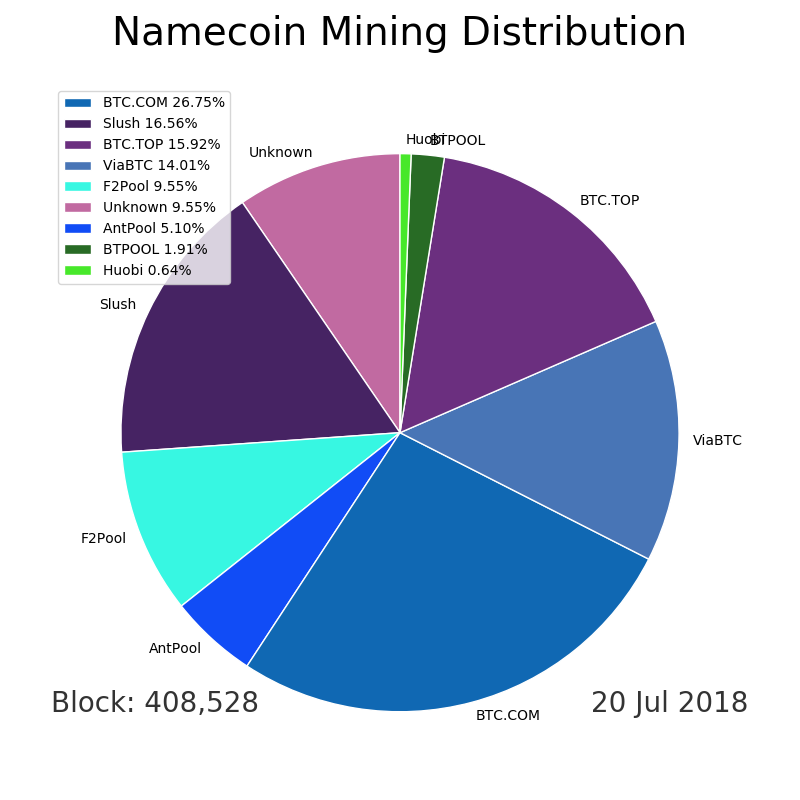 Namecoin Mining Distribution
BTC.COM 26.75%
Slush 16.56%
BTC.TOP 15.92%
ViaBTC 14.01%
F2Pool 9.55%
Unknown 9.55%
AntPool 5.10%
BTPOOL 1.91%
Huobi 0.64%
Huobi
BTPOOL
Unknown
BTC.TOP
Slush
ViaBTC
F2Pool
AntPool
BTC.COM
Block: 408,528
20 Jul 2018